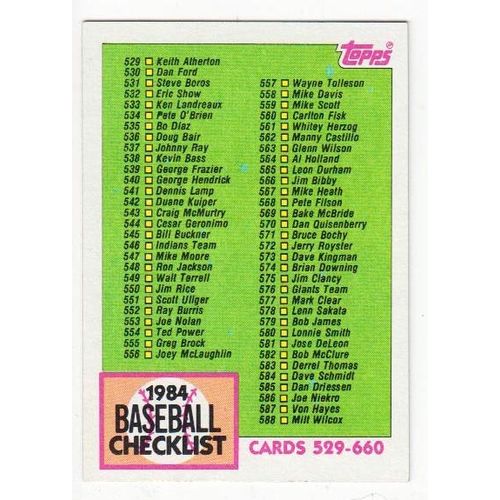 Topps
529 Keith Atherton
530 Dan Ford
531 Steve Boros
532 Eric Show
533 Ken Landreaux
534 Pete O'Brien
535 Bo Diaz
536 Doug Bair
537 Johnny Ray
538 Kevin Bass
539 George Frazier
540 George Hendrick
541 Dennis Lamp
542 Duane Kuiper
543 Craig McMurtry
544 Cesar Geronimo
545 Bill Buckner
546 Indians Team
547 Mike Moore
548 Ron Jackson
549 Walt Terrell
550 Jim Rice
551 Scott Ullger
552 Ray Burris
553 Joe Nolan
554 Ted Power
555 Greg Brock
556 Joey McLaughlin
557 Wayne Tolleson
558 Mike Davis
559 Mike Scott
560 Carlton Fisk
561 Whitey Herzog
562 Manny Castillo
563 Glenn Wilson
564 Al Holland
565 Leon Durham
566 Jim Bibby
567 Mike Heath
568 Pete Filson
569 Bake McBride
570 Dan Quisenberry
571 Bruce Bochy
572 Jerry Royster
573 Dave Kingman
574 Brian Downing
575 Jim Clancy
576 Giants Team
577 Mark Clear
578 Lenn Sakata
579 Bob James
580 Lonnie Smith
581 Jose DeLeon
582 Bob McClure
583 Derrel Thomas
584 Dave Schmidt
585 Dan Driessen
586 Joe Niekro
587 Von Hayes
588 Milt Wilcox
1984
BASEBALL
CHECKLIST
CARDS 529-660